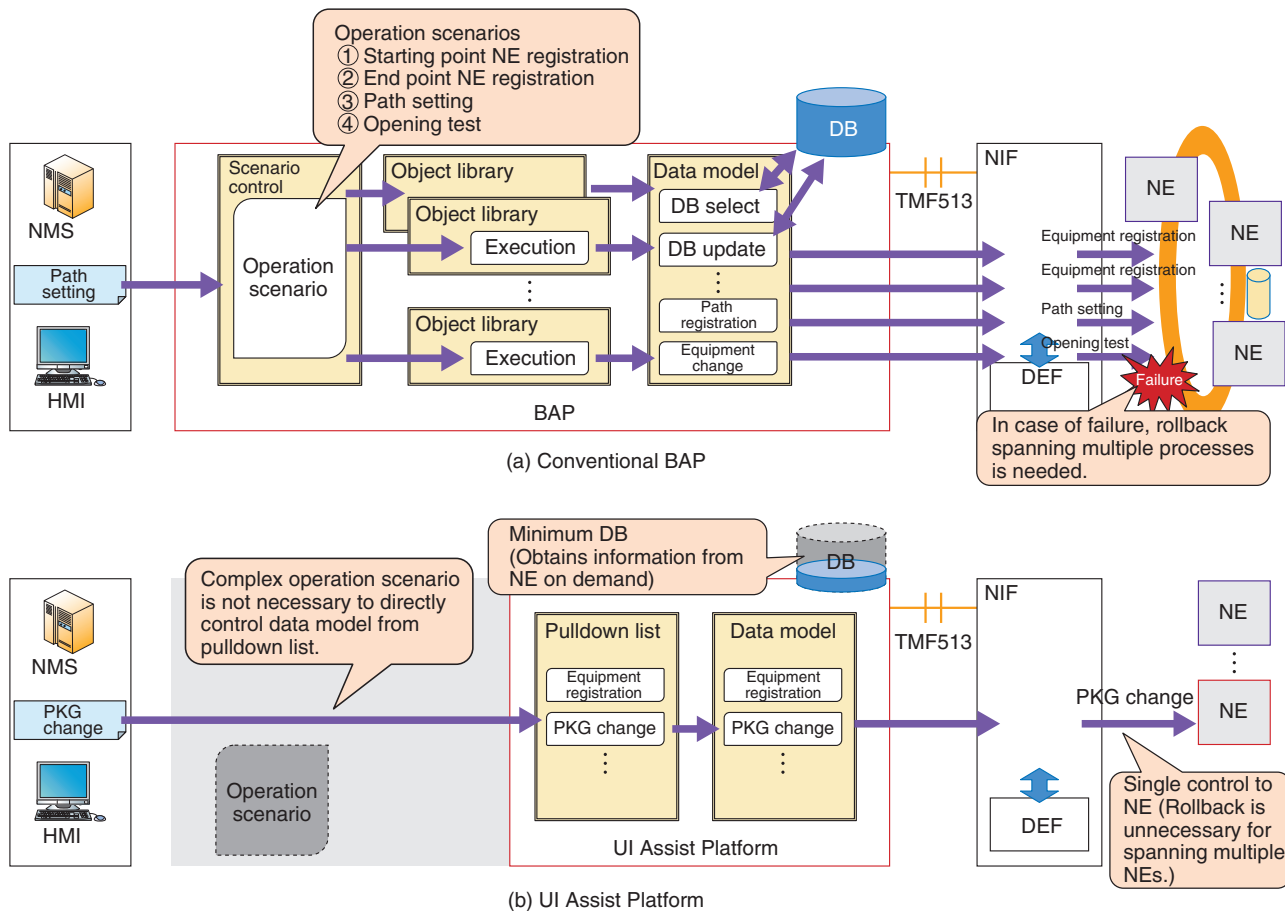 Operation scenarios
① Starting point NE registration
② End point NE registration
③ Path setting
④ Opening test
NMS
Path
setting
HMI
Scenario
control
Operation
scenario
Object library
Object library
Execution
Object library
Execution
Data model
DB select
DB update
Path
registration
Equipment
change
DB
BAP
TMF513
NIF
DEF
Equipment registration
Equipment registration
Path setting
Opening test
NE
NE
NE
Failure
In case of failure, rollback
spanning multiple processes
is needed.
(a) Conventional BAP
NMS
PKG
change
HMI
Complex operation scenario
is not necessary to directly
control data model from
pulldown list.
Operation
scenario
Minimum DB
(Obtains information from
NE on demand)
DB
Pulldown list
Equipment
registration
PKG change
Data model
Equipment
registration
PKG change
UI Assist Platform
TMF513
NIF
DEF
PKG change
NE
NE
Single control to
NE (Rollback is
unnecessary for
spanning multiple
NEs.)
(b) UI Assist Platform